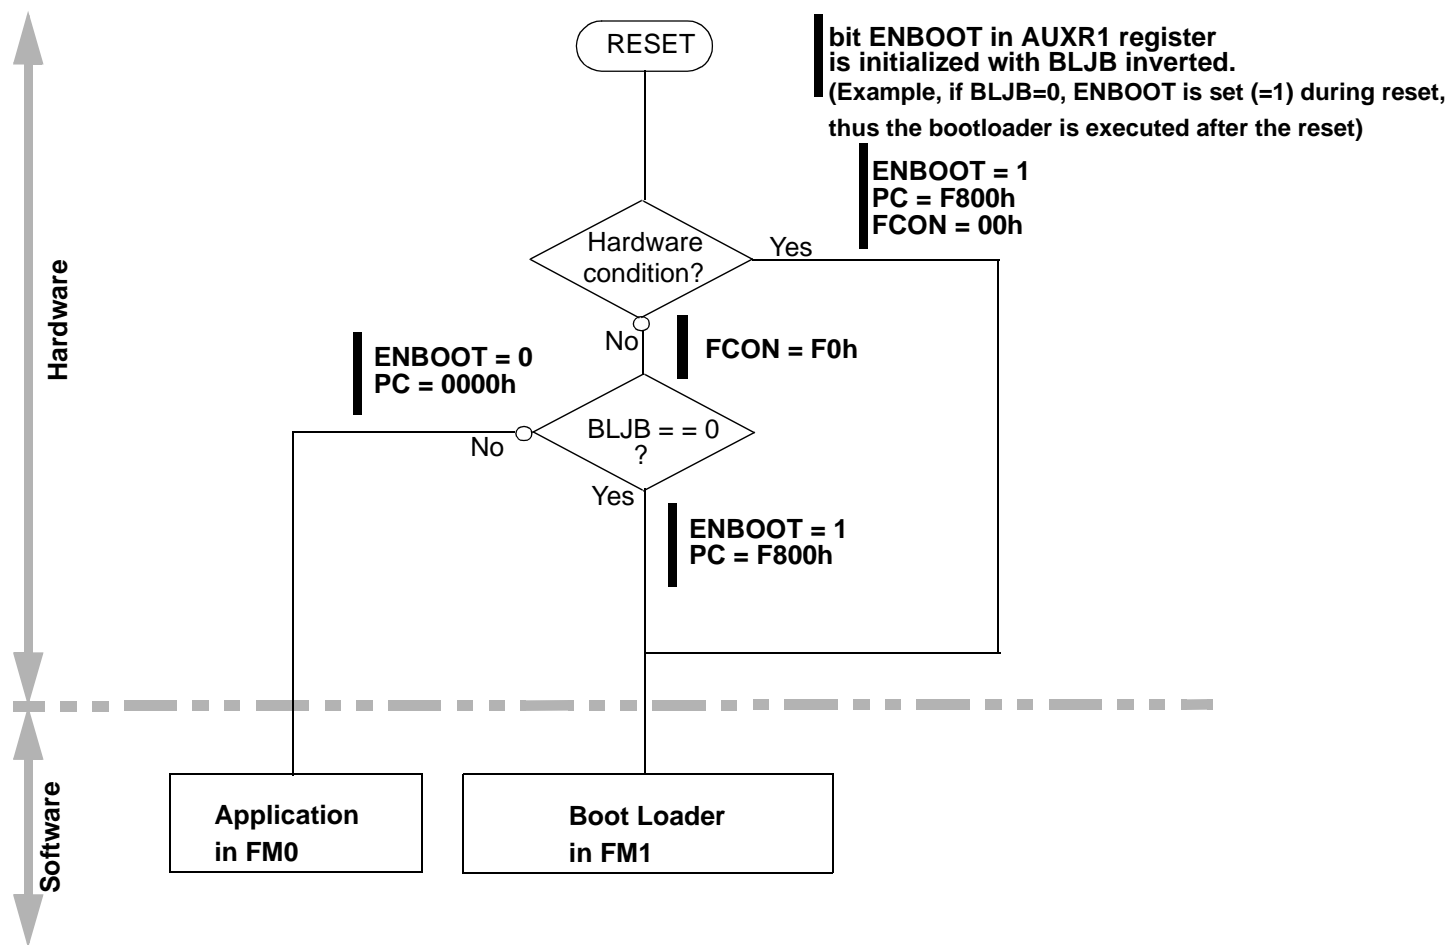 RESET
bit ENBOOT in AUXR1 register
is initialized with BLJB inverted.
(Example, if BLJB=0, ENBOOT is set (=1) during reset,
thus the bootloader is executed after the reset)
ENBOOT = 1
PC = F800h
FCON = 00h
Hardware
condition?
Yes
No
FCON = F0h
Hardware
ENBOOT = 0
PC = 0000h
BLJB = = 0
?
No
Yes
ENBOOT = 1
PC = F800h
Software
Application
in FM0
Boot Loader
in FM1